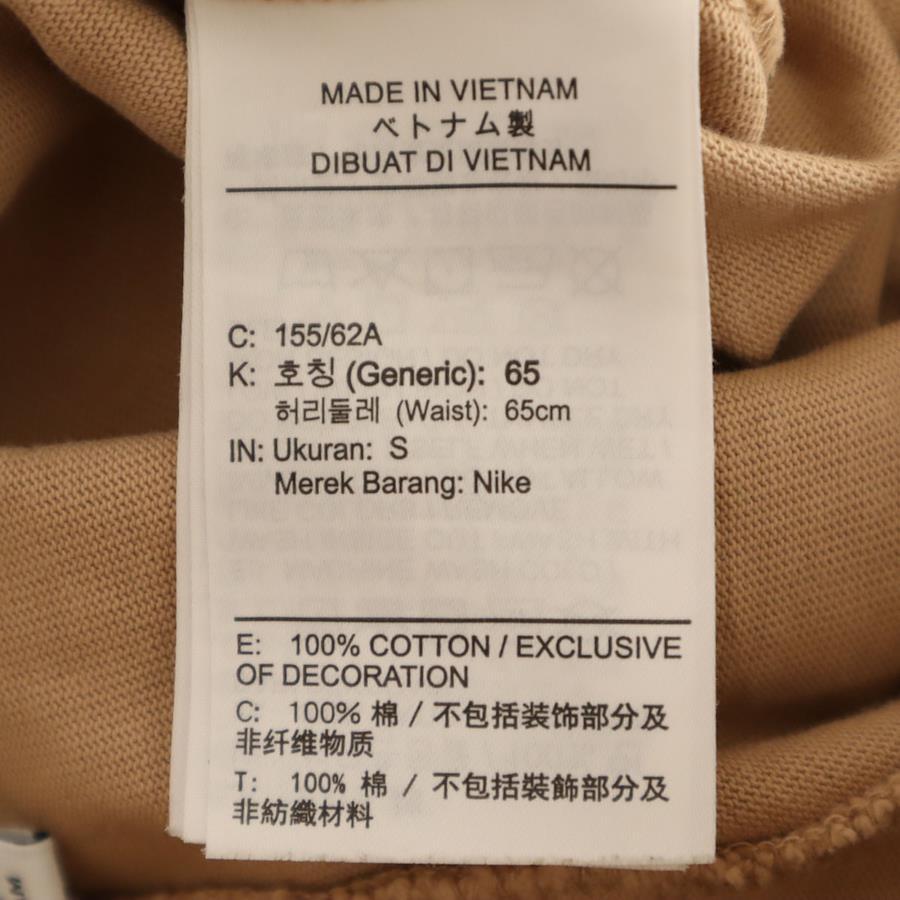 MADE IN VIETNAM
ベトナム製
DIBUAT DI VIETNAM
C: 155/62A
K: 호칭 (Generic): 65
허리둘레 (Waist): 65cm
IN: Ukuran: S
Merek Barang: Nike
E: 100% COTTON / EXCLUSIVE
OF DECORATION
C: 100% 棉 / 不包括装饰部分及
非纤维物质
T: 100% 棉 / 不包括裝飾部分及
非紡織材料